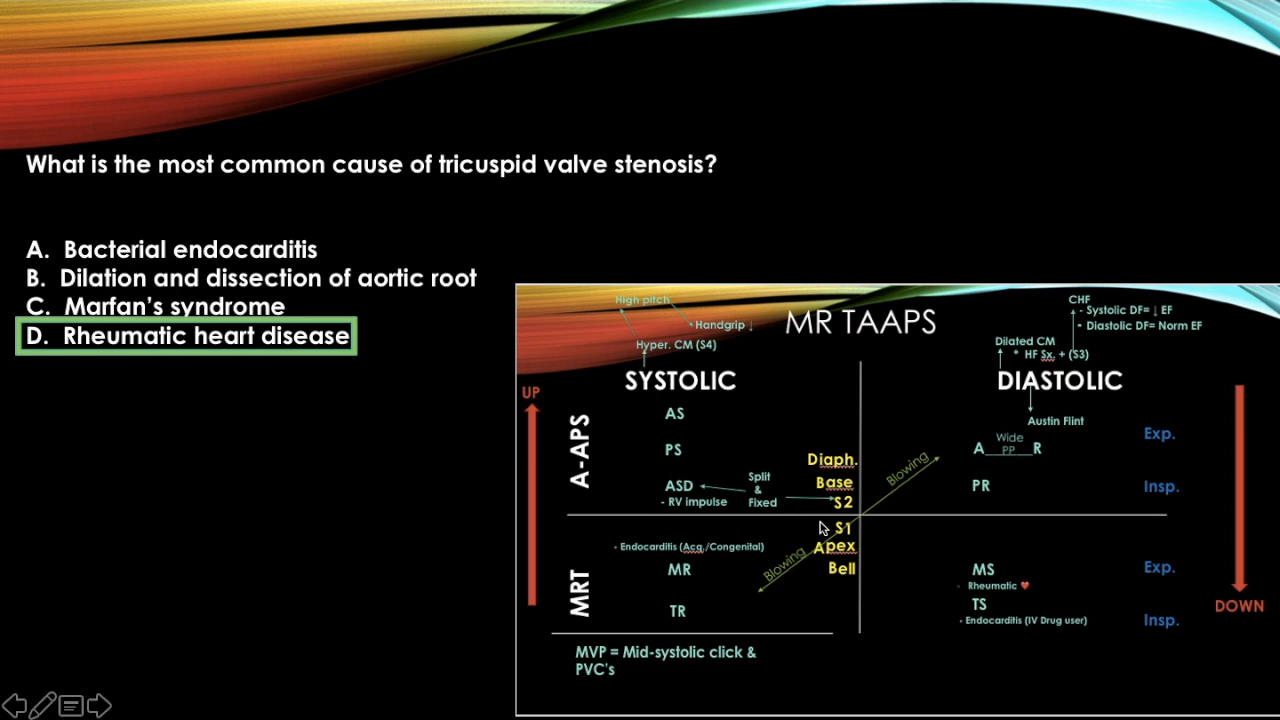 What is the most common cause of tricuspid valve stenosis?
A. Bacterial endocarditis
B. Dilation and dissection of aortic root
C. Marfan's syndrome
D. Rheumatic heart disease
MR TAAPS
High pitch
Handgrip ↓
Hyper. CM (S4)
CHF
- Systolic DF= ↓ EF
- Diastolic DF= Norm EF
Dilated CM
* HF Sx. + (S3)
SYSTOLIC
DIASTOLIC
UP
Austin Flint
A-APS
AS
PS
ASD
- RV impulse
Split
&
Fixed
Diaph.
Base
S2
Blowing
Wide
PP
A______R
Exp.
PR
Insp.
S1
Apex
Bell
Blowing
MRT
- Endocarditis (Acq./Congenital)
MR
TR
MS
- Rheumatic ♥
Exp.
TS
- Endocarditis (IV Drug user)
Insp.
DOWN
MVP = Mid-systolic click &
PVC's